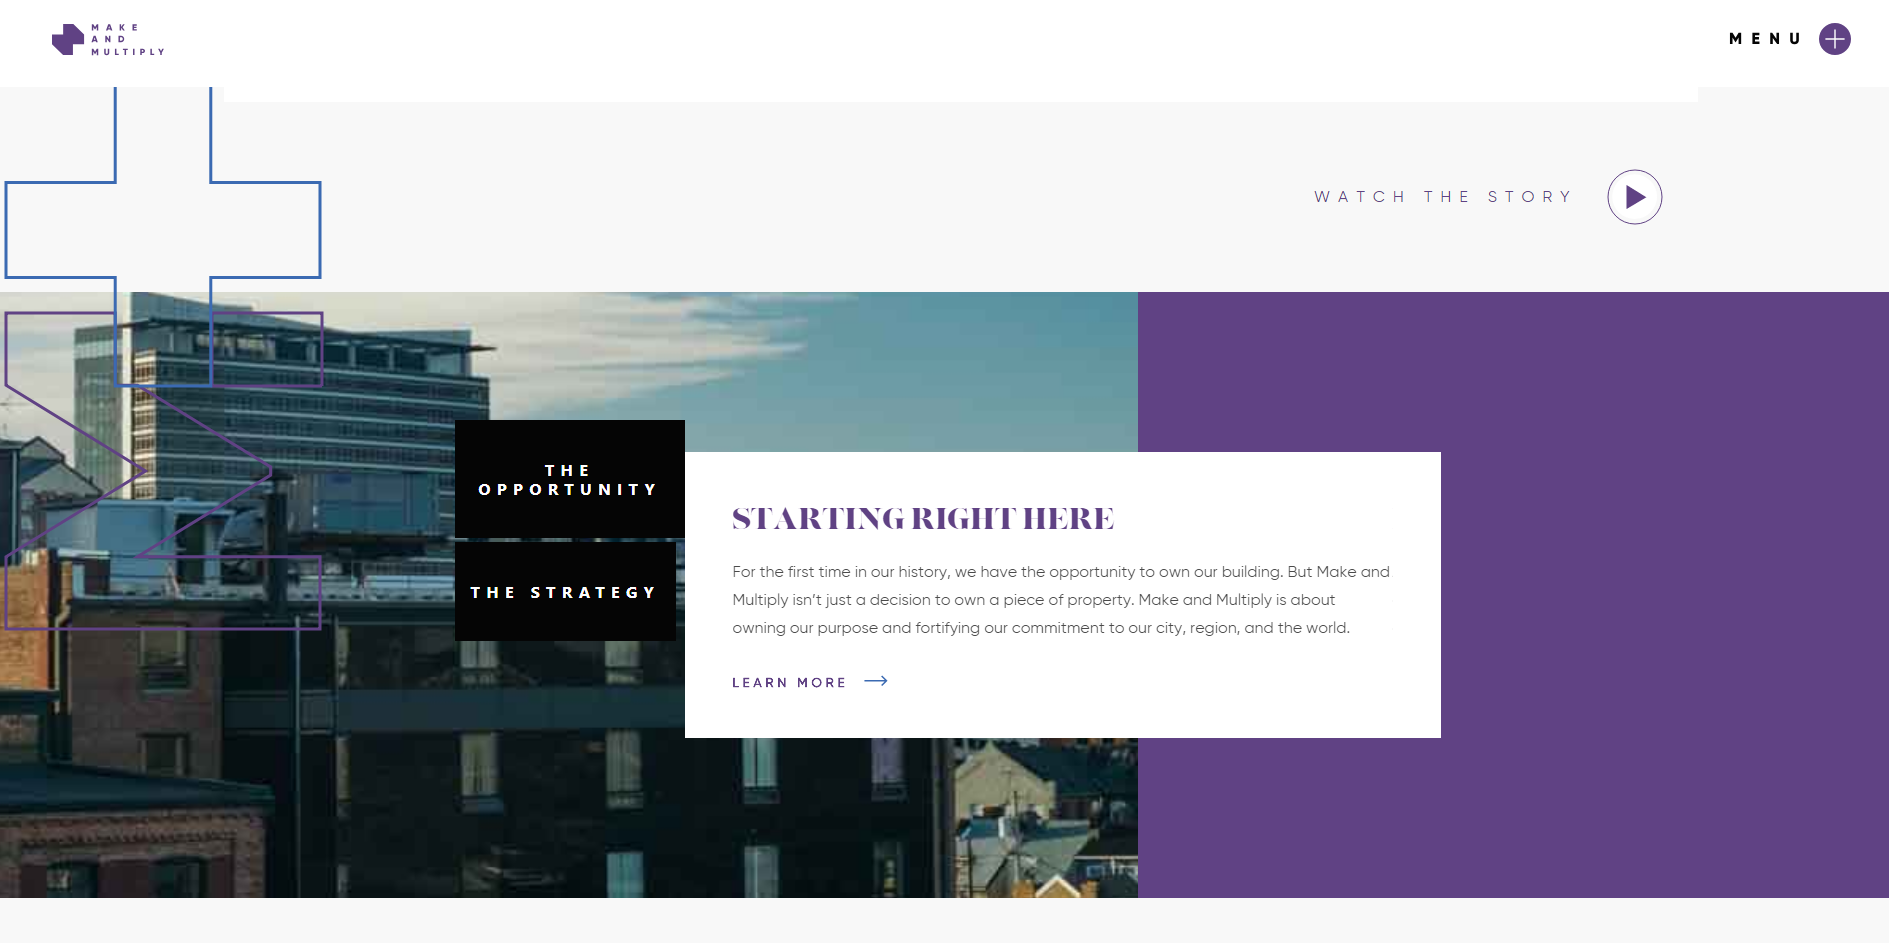 MAKE
AND
MULTIPLY
MENU
WATCH THE STORY
THE
OPPORTUNITY
THE STRATEGY
STARTING RIGHT HERE
For the first time in our history, we have the opportunity to own our building. But Make and
Multiply isn't just a decision to own a piece of property. Make and Multiply is about
owning our purpose and fortifying our commitment to our city, region, and the world.
LEARN MORE